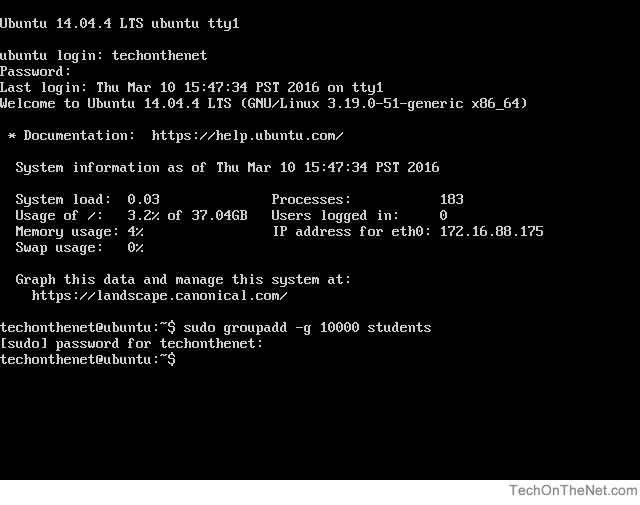 Ubuntu 14.04.4 LTS ubuntu tty1
ubuntu login: techonthenet
Password:
Last login: Thu Mar 10 15:47:34 PST 2016 on tty1
Welcome to Ubuntu 14.04.4 LTS (GNU/Linux 3.19.0-51-generic x86_64)
* Documentation:  https://help.ubuntu.com/
System information as of Thu Mar 10 15:47:34 PST 2016
System load:  0.03              Processes:           183
Usage of /:   3.2% of 37.04GB   Users logged in:     0
Memory usage: 4%                IP address for eth0: 172.16.88.175
Swap usage:   0%
Graph this data and manage this system at:
https://landscape.canonical.com/
techonthenet@ubuntu:~$ sudo groupadd -g 10000 students
[sudo] password for techonthenet:
techonthenet@ubuntu:~$
TechOnTheNet.com